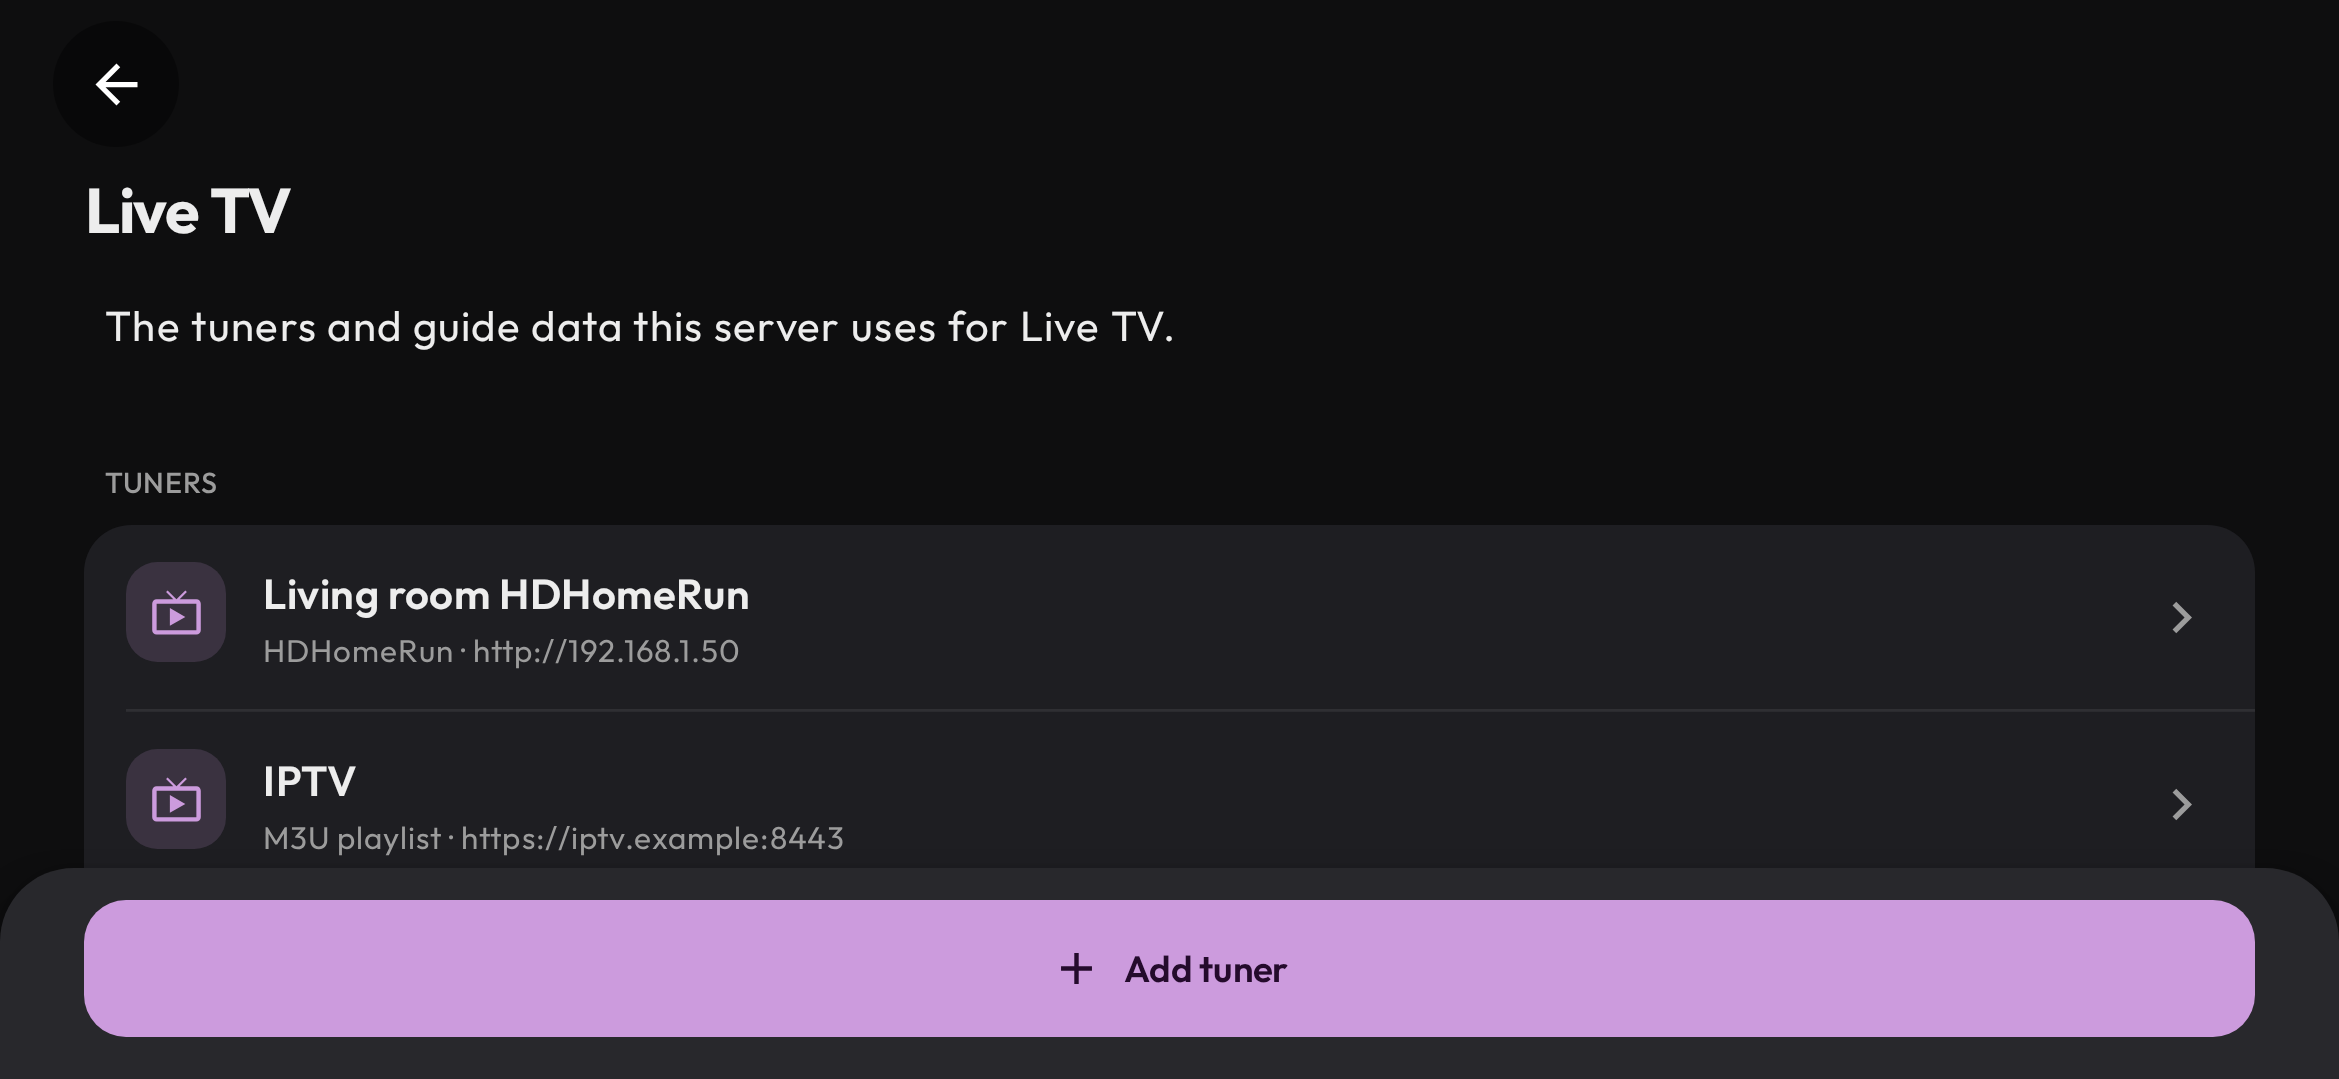 Live TV
The tuners and guide data this server uses for Live TV.
TUNERS
Living room HDHomeRun
HDHomeRun · http://192.168.1.50
IPTV
M3U playlist · https://iptv.example:8443
Add tuner